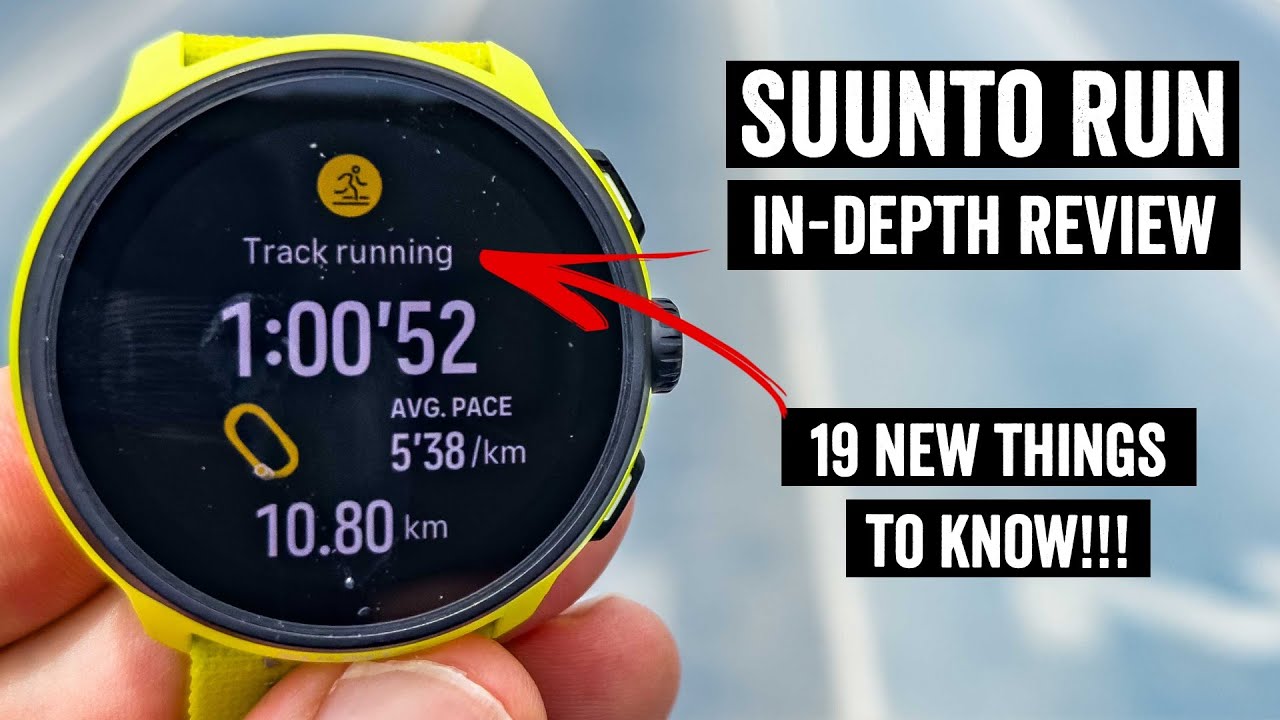 SUUNTO RUN
IN-DEPTH REVIEW
Track running
1:00'52
AVG. PACE
5'38/km
10.80 km
19 NEW THINGS
TO KNOW!!!